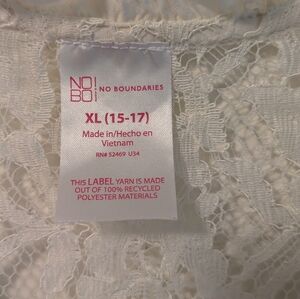 NO
BO
NO BOUNDARIES
XL (15-17)
Made in/Hecho en
Vietnam
RN# 52469 U34
THIS LABEL YARN IS MADE
OUT OF 100% RECYCLED
POLYESTER MATERIALS